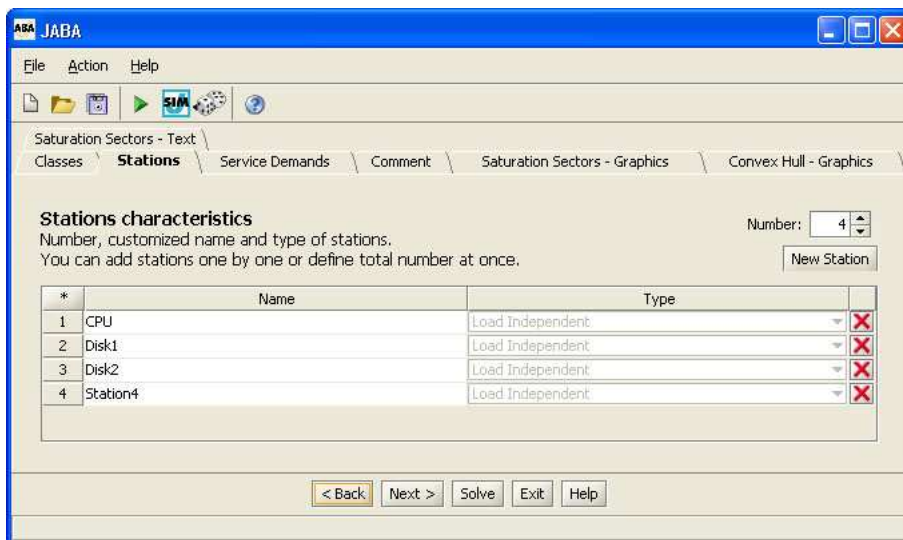 ABA JABA
File Action Help
SIM
Saturation Sectors - Text
Classes Stations Service Demands Comment Saturation Sectors - Graphics Convex Hull - Graphics
Stations characteristics
Number, customized name and type of stations.
You can add stations one by one or define total number at once.
Number: 4
New Station
* Name Type
1 CPU Load Independent
2 Disk1 Load Independent
3 Disk2 Load Independent
4 Station4 Load Independent
< Back Next > Solve Exit Help